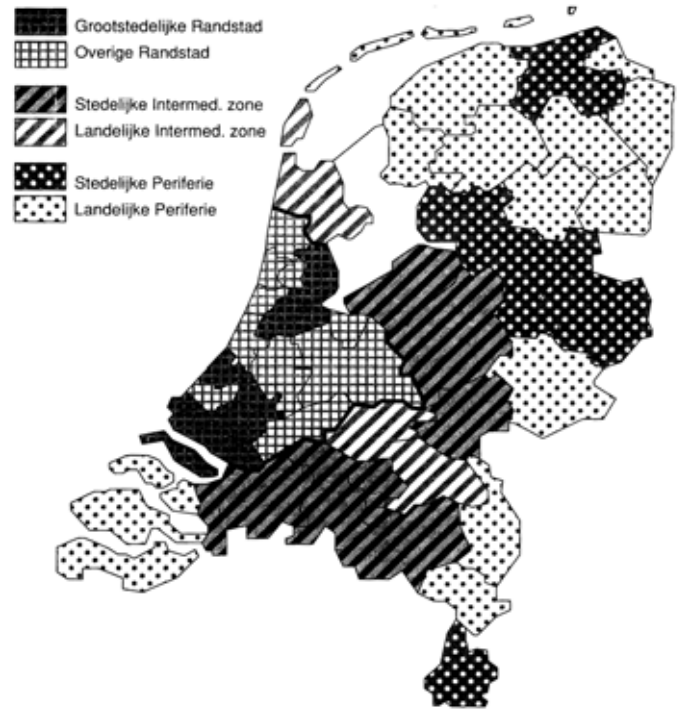 Grootstedelijke Randstad
Overige Randstad
Stedelijke Intermed. zone
Landelijke Intermed. zone
Stedelijke Periferie
Landelijke Periferie